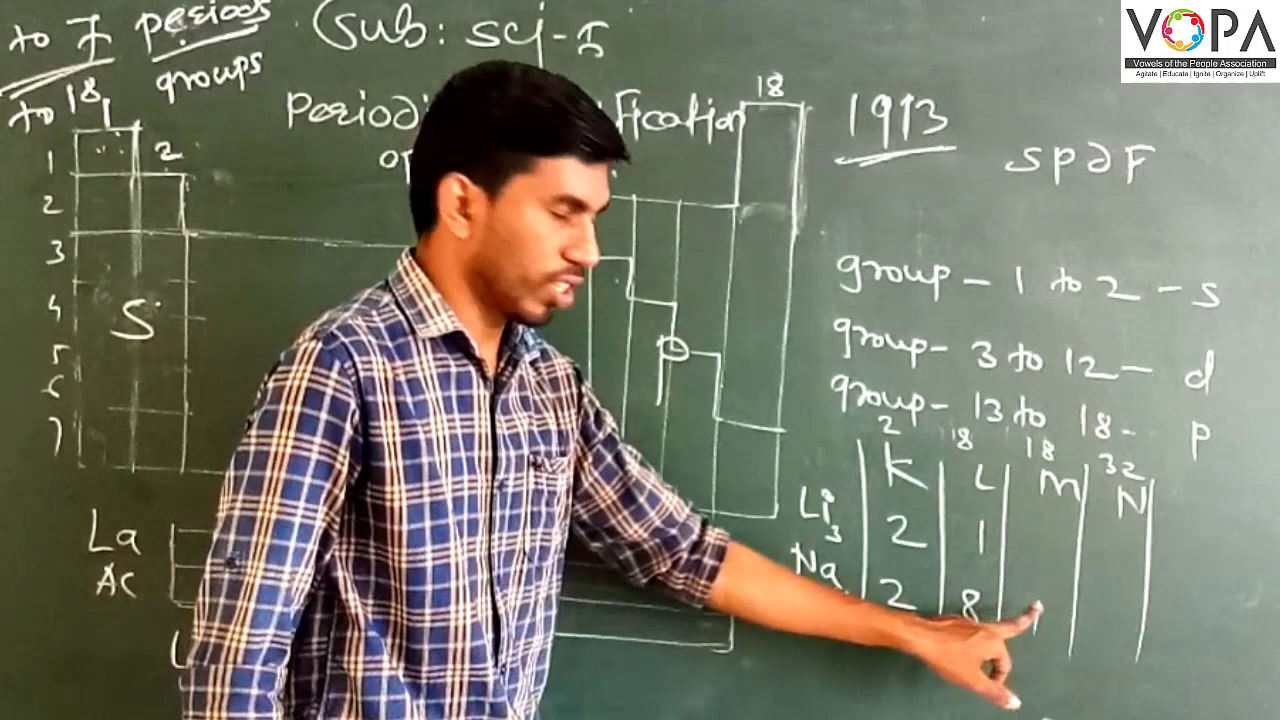 to 7 periods
to 18 groups
Sub: Sci-I
Periodi fication
of
1913
s p d F
1 2 18
1
2
3
4
5
6
7
S
P
La
Ac
group - 1 to 2 - s
group - 3 to 12 - d
group - 13 to 18 - p
2 18 18 32
K L M N
Li 3 2 1
Na 2 8 1
VOPA
Vowels of the People Association
Agitate | Educate | Ignite | Organize | Uplift